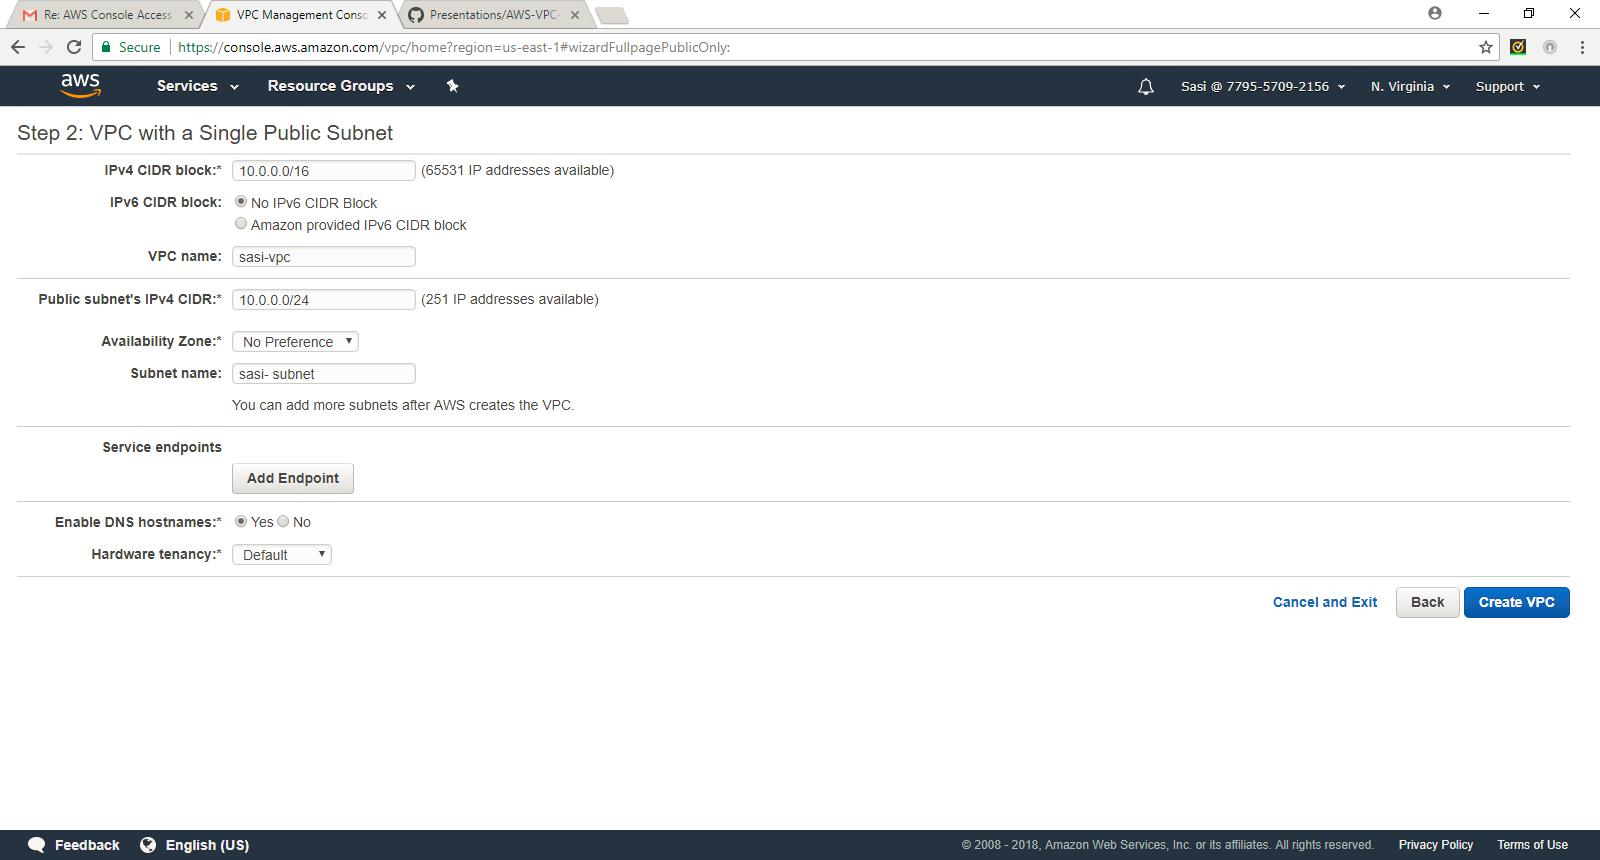 Re: AWS Console Access
VPC Management Conso
Presentations/AWS-VPC-
Secure https://console.aws.amazon.com/vpc/home?region=us-east-1#wizardFullpagePublicOnly:
aws Services Resource Groups Sasi @ 7795-5709-2156 N. Virginia Support
Step 2: VPC with a Single Public Subnet
IPv4 CIDR block:* 10.0.0.0/16 (65531 IP addresses available)
IPv6 CIDR block: No IPv6 CIDR Block
Amazon provided IPv6 CIDR block
VPC name: sasi-vpc
Public subnet's IPv4 CIDR:* 10.0.0.0/24 (251 IP addresses available)
Availability Zone:* No Preference
Subnet name: sasi- subnet
You can add more subnets after AWS creates the VPC.
Service endpoints
Add Endpoint
Enable DNS hostnames:* Yes No
Hardware tenancy:* Default
Cancel and Exit Back Create VPC
Feedback English (US) © 2008 - 2018, Amazon Web Services, Inc. or its affiliates. All rights reserved. Privacy Policy Terms of Use